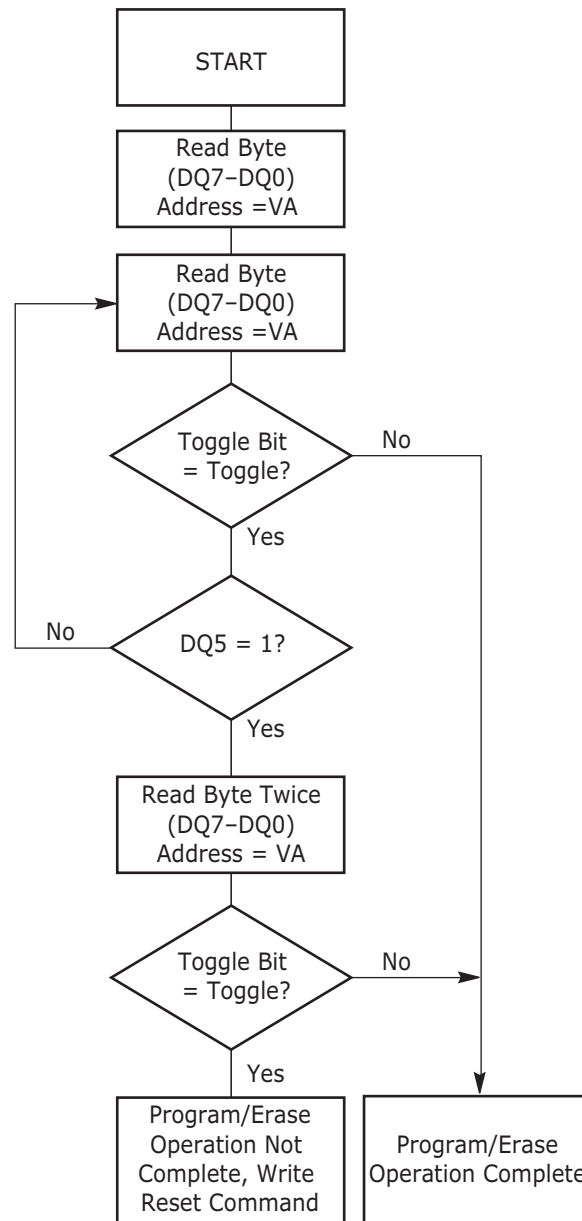 START
Read Byte
(DQ7–DQ0)
Address =VA
Read Byte
(DQ7–DQ0)
Address =VA
Toggle Bit
= Toggle?
No
Yes
No
DQ5 = 1?
Yes
Read Byte Twice
(DQ7–DQ0)
Address = VA
Toggle Bit
= Toggle?
No
Yes
Program/Erase
Operation Not
Complete, Write
Reset Command
Program/Erase
Operation Complete